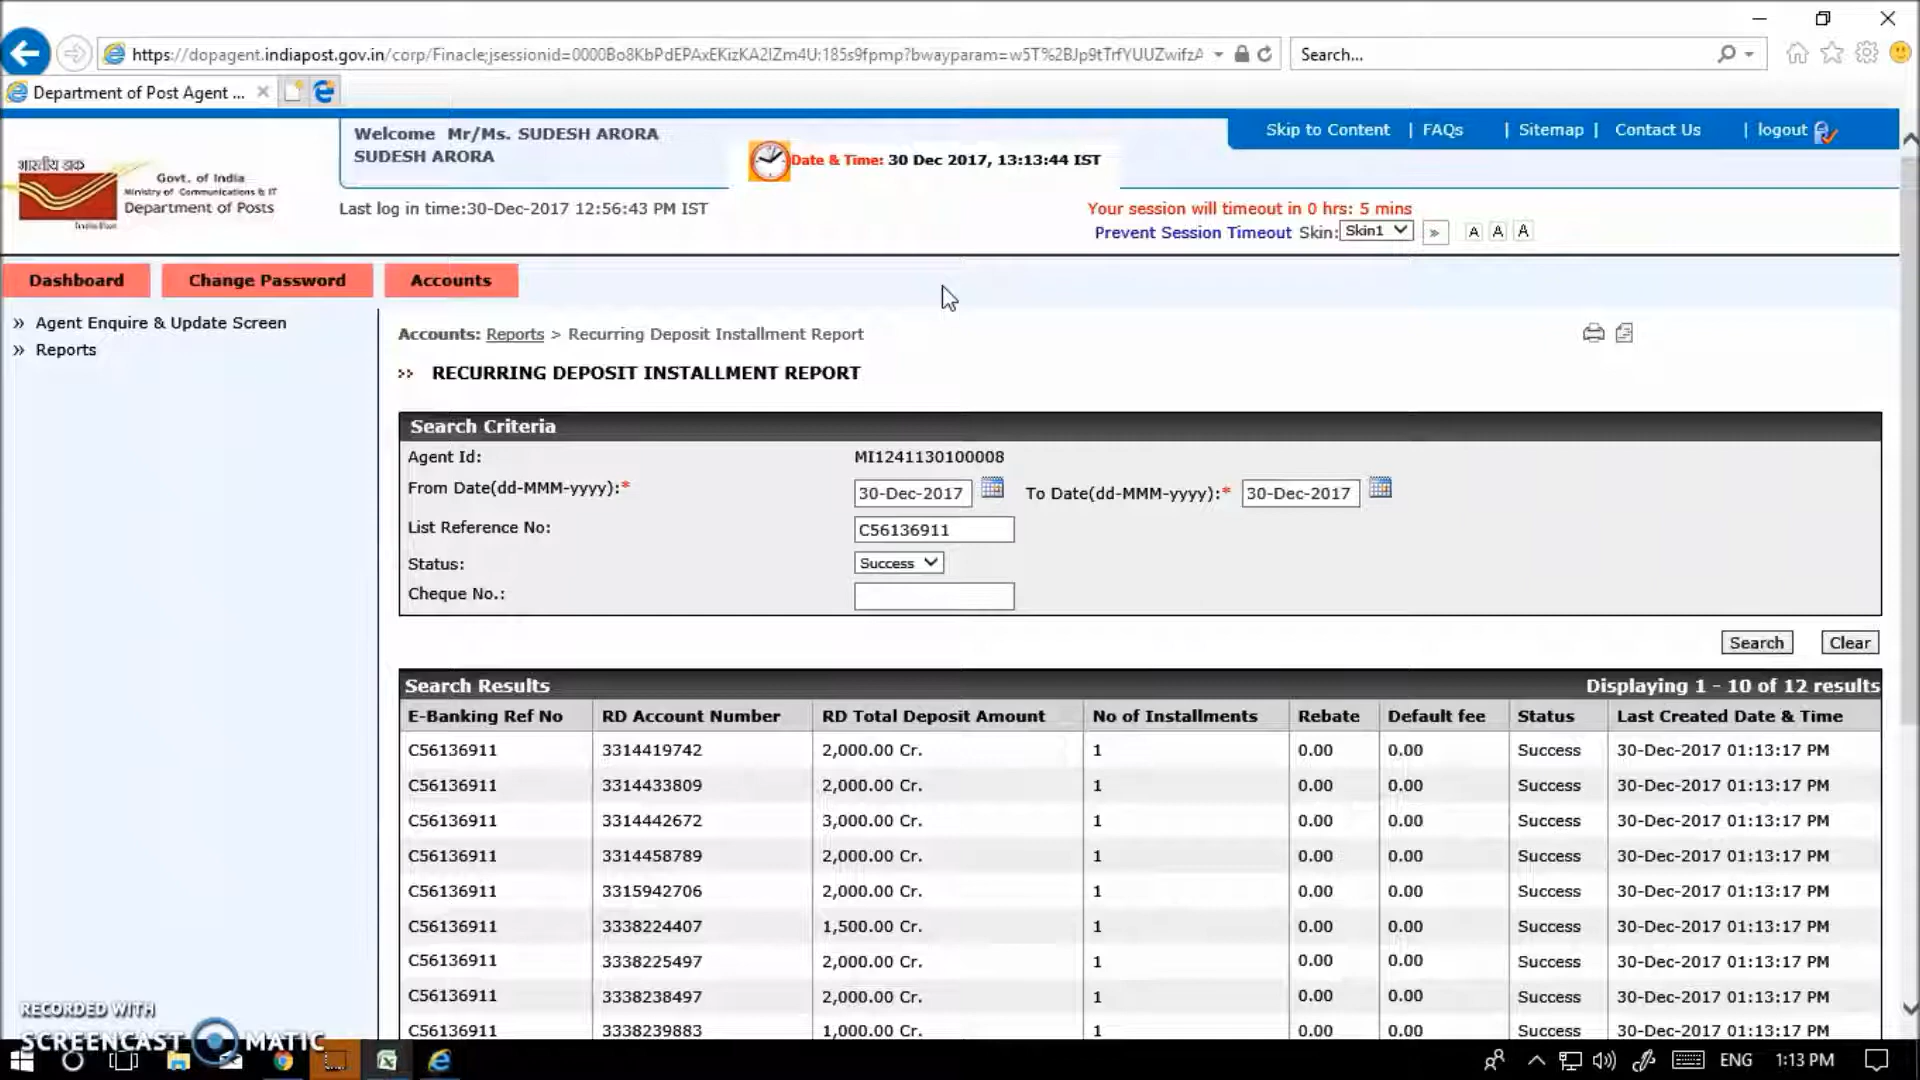 https://dopagent.indiapost.gov.in/corp/Finacle;jsessionid=0000Bo8KbPdEPAxEKizKA2IZm4U:185s9fpmp?bwayparam=w5T%2BJp9tTrfYUUZwifzA
Search...
Department of Post Agent ...
Welcome Mr/Ms. SUDESH ARORA
SUDESH ARORA
Date & Time: 30 Dec 2017, 13:13:44 IST
Skip to Content | FAQs | Sitemap | Contact Us | logout
भारतीय डाक
Govt. of India
Ministry of Communications & IT
Department of Posts
India Post
Last log in time:30-Dec-2017 12:56:43 PM IST
Your session will timeout in 0 hrs: 5 mins
Prevent Session Timeout Skin: Skin1 » A A A
Dashboard Change Password Accounts
» Agent Enquire & Update Screen
» Reports
Accounts: Reports > Recurring Deposit Installment Report
RECURRING DEPOSIT INSTALLMENT REPORT
Search Criteria
Agent Id: MI1241130100008
From Date(dd-MMM-yyyy):* 30-Dec-2017 To Date(dd-MMM-yyyy):* 30-Dec-2017
List Reference No: C56136911
Status: Success
Cheque No.:
Search Clear
Search Results Displaying 1 - 10 of 12 results
E-Banking Ref No RD Account Number RD Total Deposit Amount No of Installments Rebate Default fee Status Last Created Date & Time
C56136911 3314419742 2,000.00 Cr. 1 0.00 0.00 Success 30-Dec-2017 01:13:17 PM
C56136911 3314433809 2,000.00 Cr. 1 0.00 0.00 Success 30-Dec-2017 01:13:17 PM
C56136911 3314442672 3,000.00 Cr. 1 0.00 0.00 Success 30-Dec-2017 01:13:17 PM
C56136911 3314458789 2,000.00 Cr. 1 0.00 0.00 Success 30-Dec-2017 01:13:17 PM
C56136911 3315942706 2,000.00 Cr. 1 0.00 0.00 Success 30-Dec-2017 01:13:17 PM
C56136911 3338224407 1,500.00 Cr. 1 0.00 0.00 Success 30-Dec-2017 01:13:17 PM
C56136911 3338225497 2,000.00 Cr. 1 0.00 0.00 Success 30-Dec-2017 01:13:17 PM
C56136911 3338238497 2,000.00 Cr. 1 0.00 0.00 Success 30-Dec-2017 01:13:17 PM
C56136911 3338239883 1,000.00 Cr. 1 0.00 0.00 Success 30-Dec-2017 01:13:17 PM
RECORDED WITH
SCREENCAST MATIC
ENG 1:13 PM